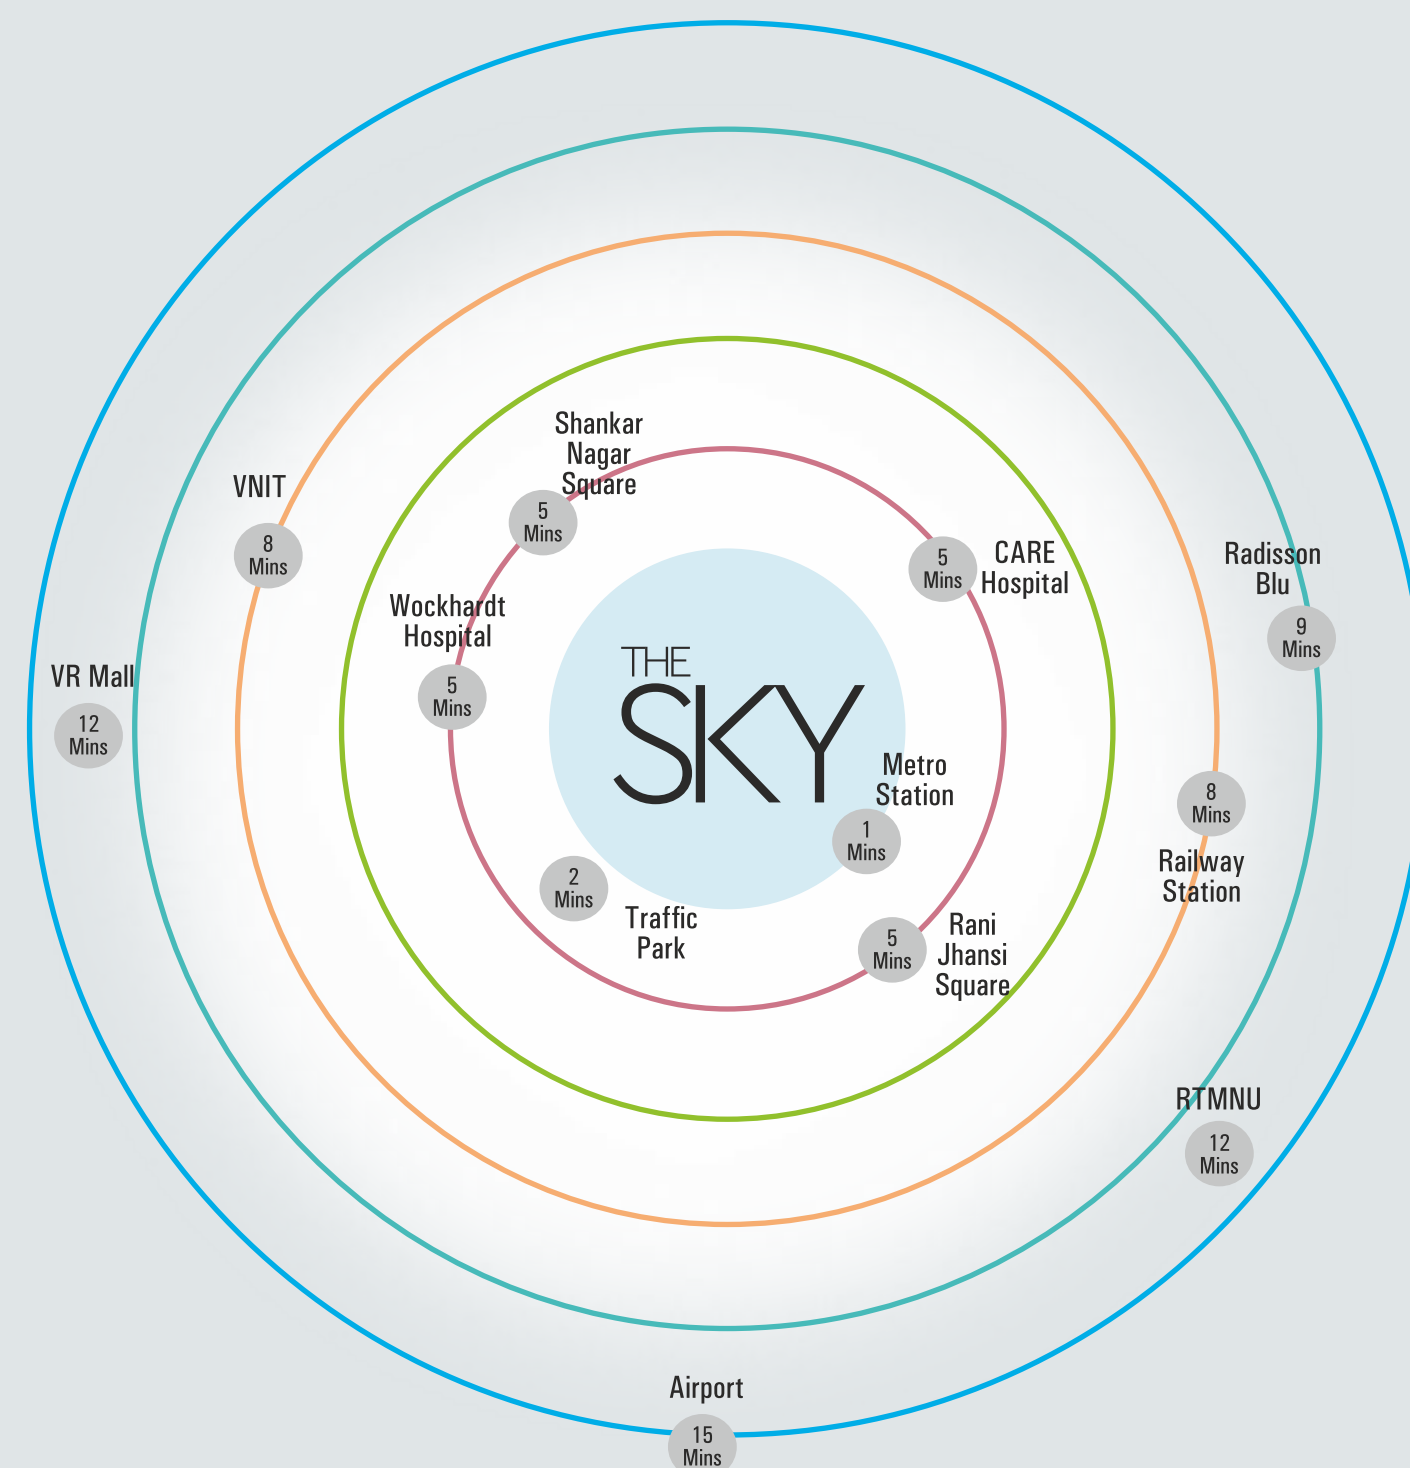 Shankar
Nagar
Square
5
Mins
VNIT
8
Mins
CARE
Hospital
5
Mins
Radisson
Blu
9
Mins
Wockhardt
Hospital
5
Mins
THE
SKY
VR Mall
12
Mins
Metro
Station
1
Mins
8
Mins
Railway
Station
2
Mins
Traffic
Park
5
Mins
Rani
Jhansi
Square
RTMNU
12
Mins
Airport
15
Mins